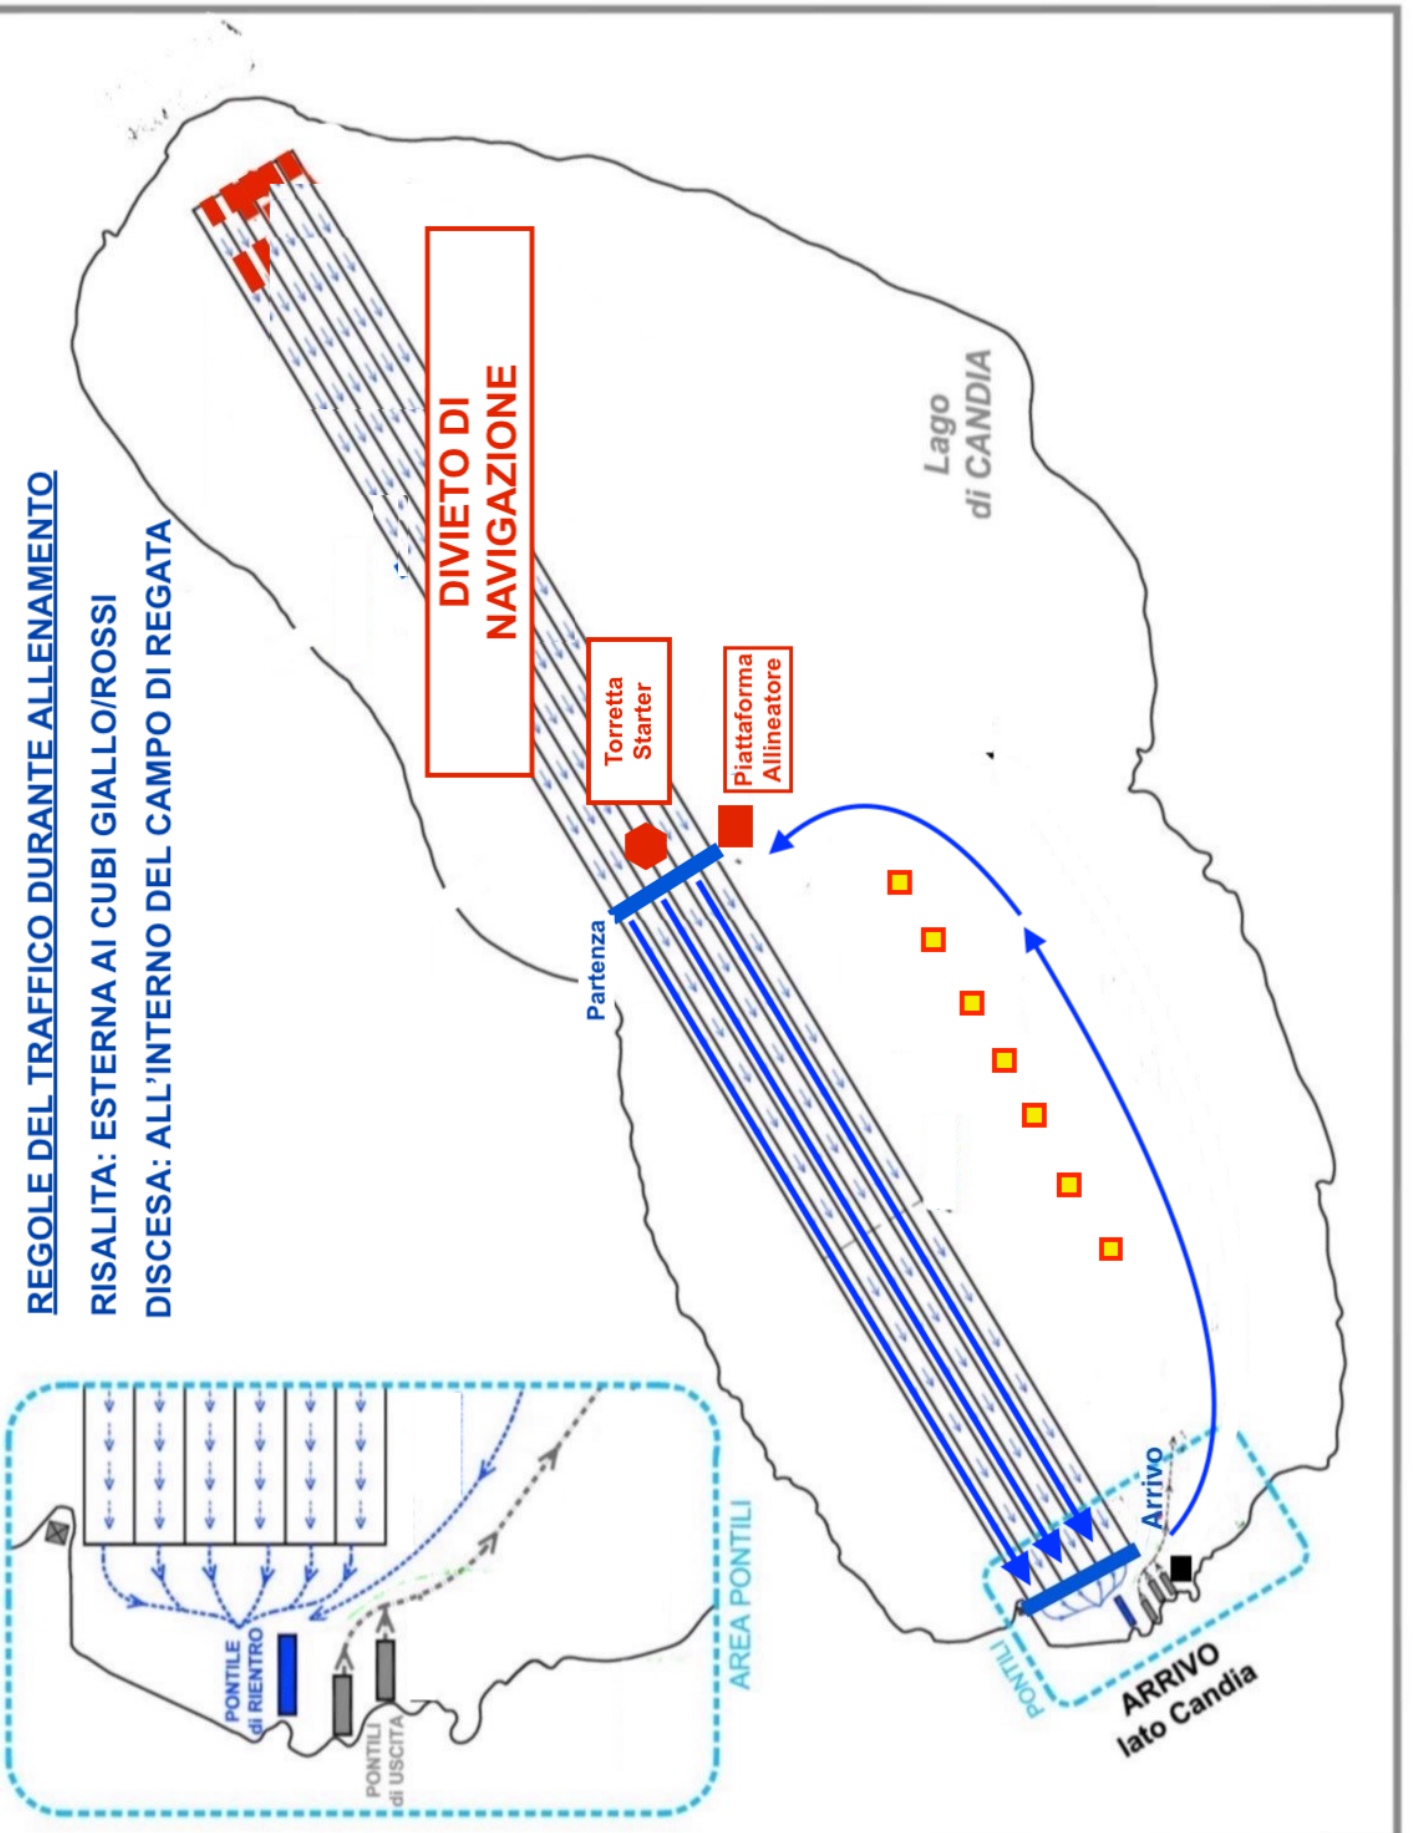 REGOLE DEL TRAFFICO DURANTE ALLENAMENTO
RISALITA: ESTERNA AI CUBI GIALLO/ROSSI
DISCESA: ALL'INTERNO DEL CAMPO DI REGATA
DIVIETO DI
NAVIGAZIONE
Torretta
Starter
Piattaforma
Allineatore
Lago
di CANDIA
Partenza
Arrivo
PONTILI
ARRIVO
lato Candia
PONTILE
di RIENTRO
PONTILI
di USCITA
AREA PONTILI